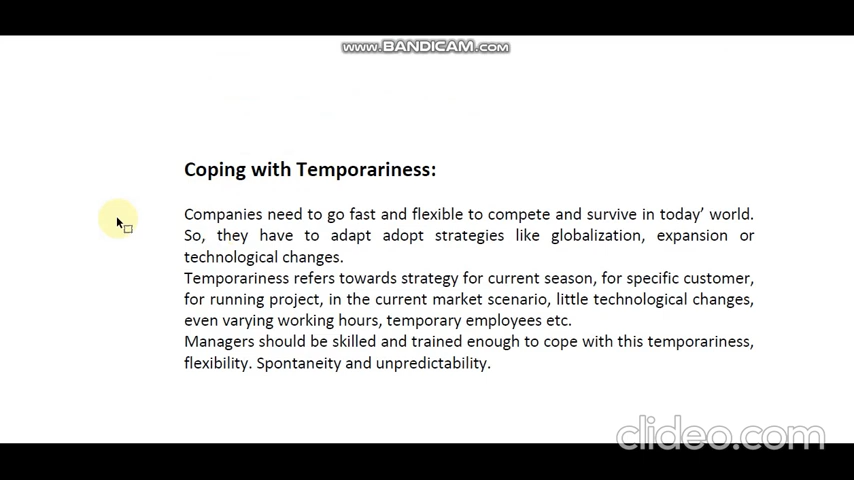 www.BANDICAM.com
Coping with Temporariness:
Companies need to go fast and flexible to compete and survive in today’ world.
So, they have to adapt adopt strategies like globalization, expansion or
technological changes.
Temporariness refers towards strategy for current season, for specific customer,
for running project, in the current market scenario, little technological changes,
even varying working hours, temporary employees etc.
Managers should be skilled and trained enough to cope with this temporariness,
flexibility. Spontaneity and unpredictability.
clideo.com